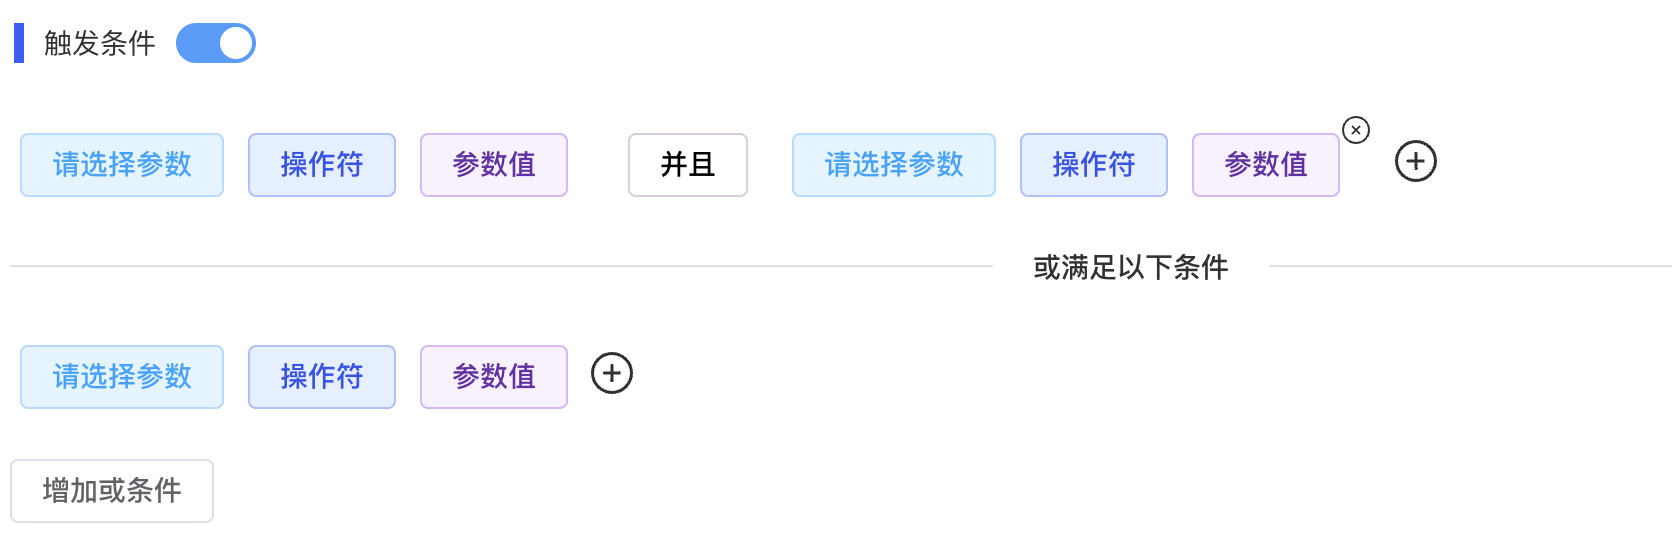 触发条件
请选择参数 操作符 参数值 并且 请选择参数 操作符 参数值
或满足以下条件
请选择参数 操作符 参数值
增加或条件